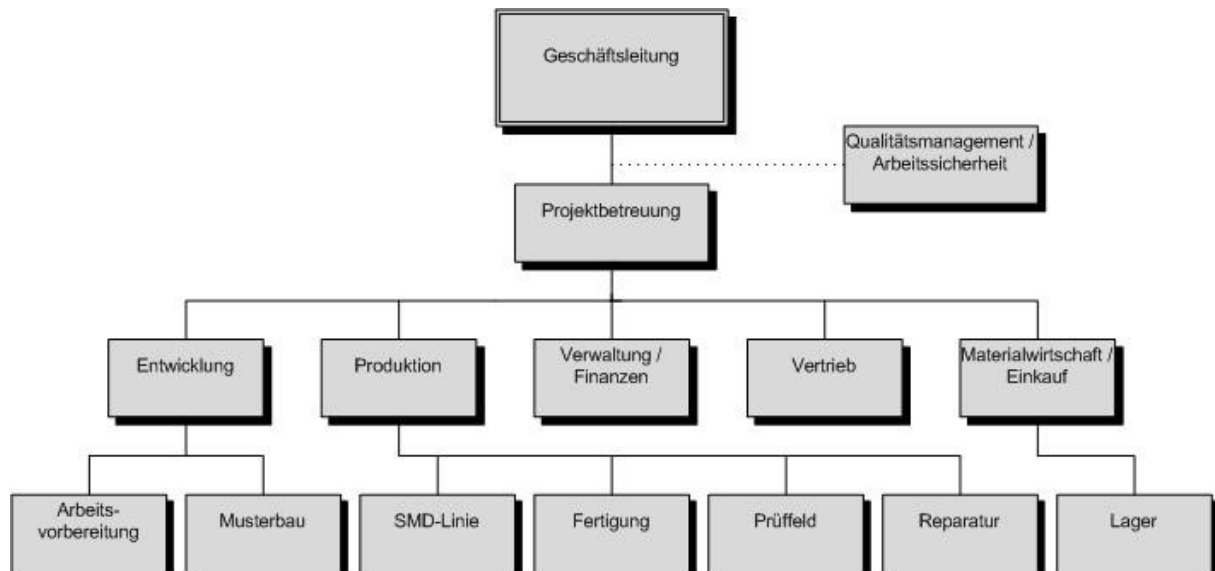 Geschäftsleitung
Qualitätsmanagement /
Arbeitssicherheit
Projektbetreuung
Entwicklung
Produktion
Verwaltung /
Finanzen
Vertrieb
Materialwirtschaft /
Einkauf
Arbeits-
vorbereitung
Musterbau
SMD-Linie
Fertigung
Prüffeld
Reparatur
Lager